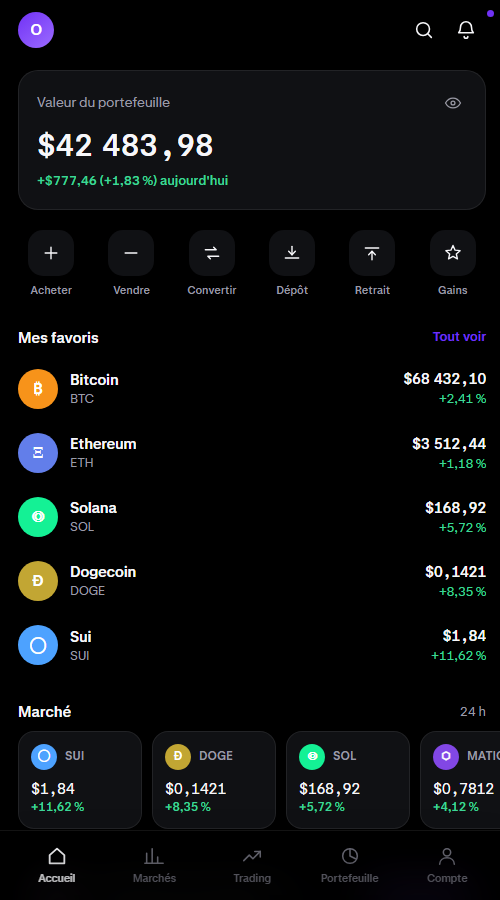 O
Valeur du portefeuille
$42 483,98
+$777,46 (+1,83 %) aujourd'hui
Acheter Vendre Convertir Dépôt Retrait Gains
Mes favoris Tout voir
Bitcoin $68 432,10
BTC +2,41 %
Ethereum $3 512,44
ETH +1,18 %
Solana $168,92
SOL +5,72 %
Dogecoin $0,1421
DOGE +8,35 %
Sui $1,84
SUI +11,62 %
Marché 24 h
SUI DOGE SOL MATIC
$1,84 $0,1421 $168,92 $0,7812
+11,62 % +8,35 % +5,72 % +4,12 %
Accueil Marchés Trading Portefeuille Compte